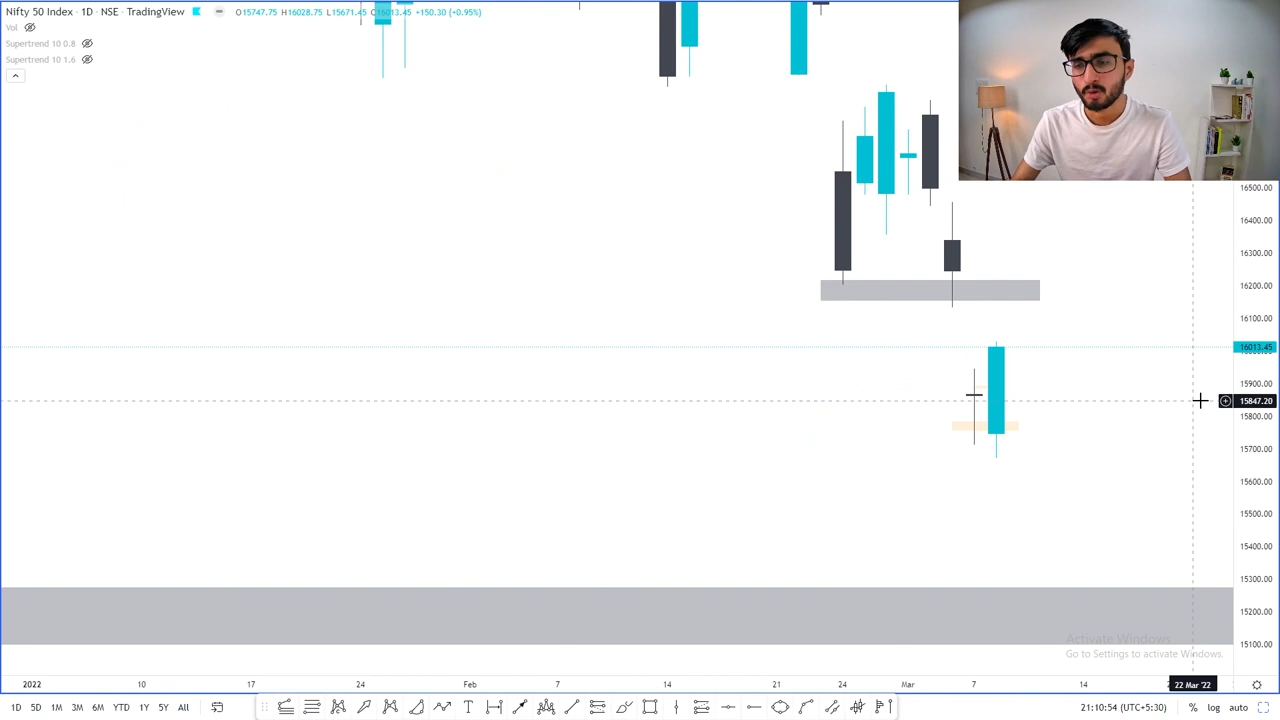 Nifty 50 Index · 1D · NSE · TradingView O15747.75 H16028.75 L15671.45 C16013.45 +150.30 (+0.95%)
Vol
Supertrend 10 0.8
Supertrend 10 1.6
16500.00
16400.00
16300.00
16200.00
16100.00
16013.45
15900.00
15847.20
15800.00
15700.00
15600.00
15500.00
15400.00
15300.00
15200.00
15100.00
Activate Windows
Go to Settings to activate Windows.
2022 10 17 24 Feb 7 14 21 24 Mar 7 14 22 Mar '22
1D 5D 1M 3M 6M YTD 1Y 5Y All 21:10:54 (UTC+5:30) % log auto